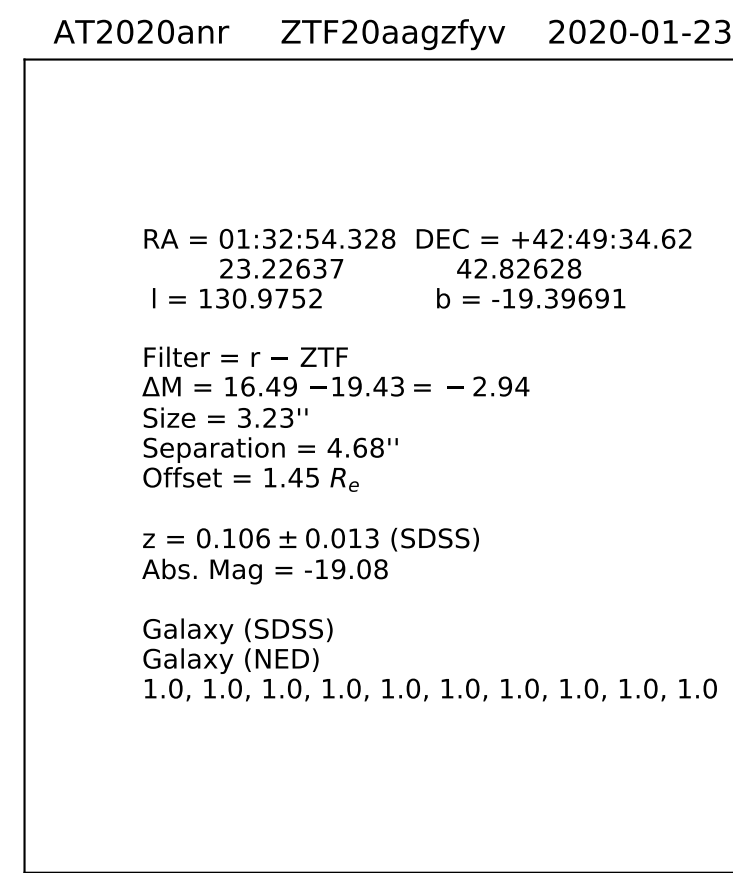 AT2020anr ZTF20aagzfyv 2020-01-23
RA = 01:32:54.328 DEC = +42:49:34.62
23.22637 42.82628
l = 130.9752 b = -19.39691
Filter = r − ZTF
ΔM = 16.49 −19.43 = −2.94
Size = 3.23''
Separation = 4.68''
Offset = 1.45 Re
z = 0.106 ± 0.013 (SDSS)
Abs. Mag = -19.08
Galaxy (SDSS)
Galaxy (NED)
1.0, 1.0, 1.0, 1.0, 1.0, 1.0, 1.0, 1.0, 1.0, 1.0